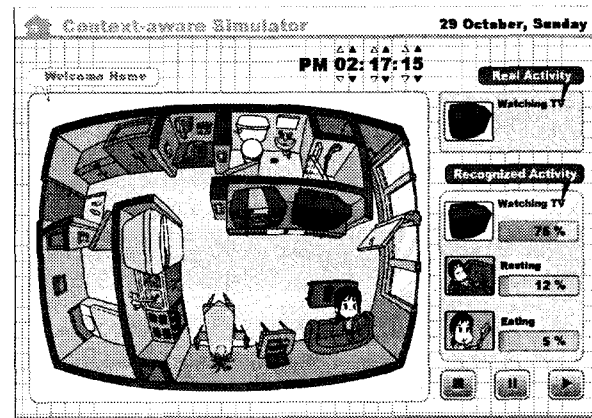 Context-aware Simulator
29 October, Sunday
PM 02: 17: 15
Welcome Home
Real Activity
Watching TV
Recognized Activity
Watching TV
76 %
Resting
12 %
Eating
5 %